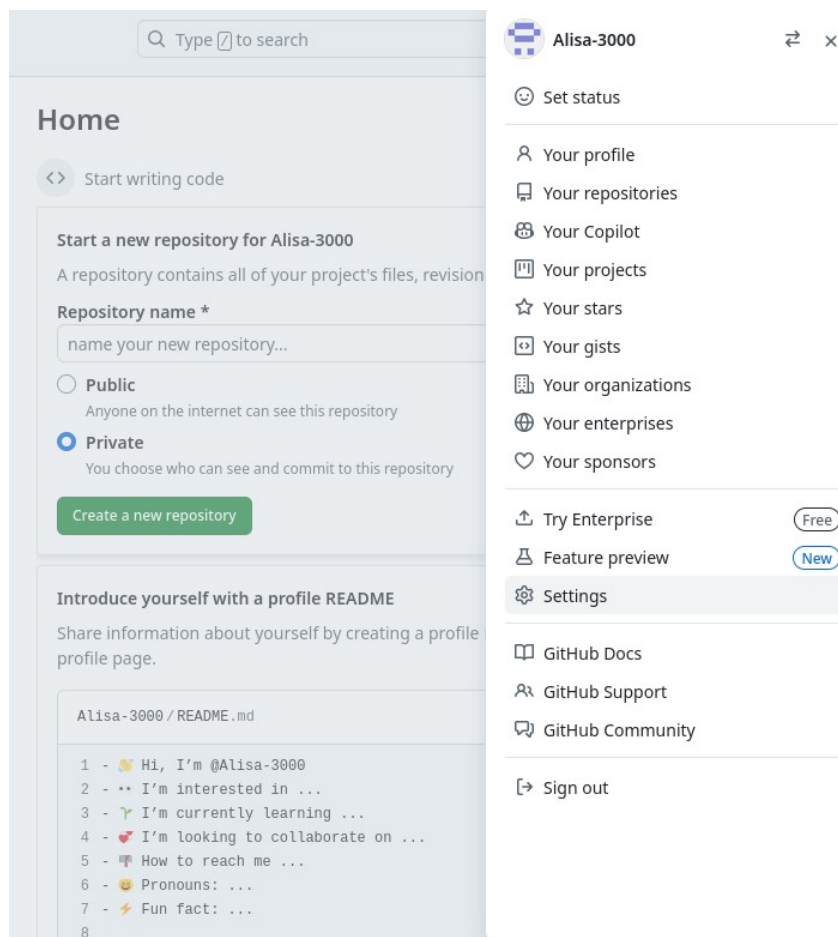 Type / to search
Home
Start writing code
Start a new repository for Alisa-3000
A repository contains all of your project's files, revision
Repository name *
name your new repository...
Public
Anyone on the internet can see this repository
Private
You choose who can see and commit to this repository
Create a new repository
Introduce yourself with a profile README
Share information about yourself by creating a profile
profile page.
Alisa-3000/README.md
1 - 👋 Hi, I’m @Alisa-3000
2 - 👀 I’m interested in ...
3 - 🌱 I’m currently learning ...
4 - 💞️ I’m looking to collaborate on ...
5 - 📫 How to reach me ...
6 - 😄 Pronouns: ...
7 - ⚡ Fun fact: ...
8
Alisa-3000
Set status
Your profile
Your repositories
Your Copilot
Your projects
Your stars
Your gists
Your organizations
Your enterprises
Your sponsors
Try Enterprise Free
Feature preview New
Settings
GitHub Docs
GitHub Support
GitHub Community
Sign out